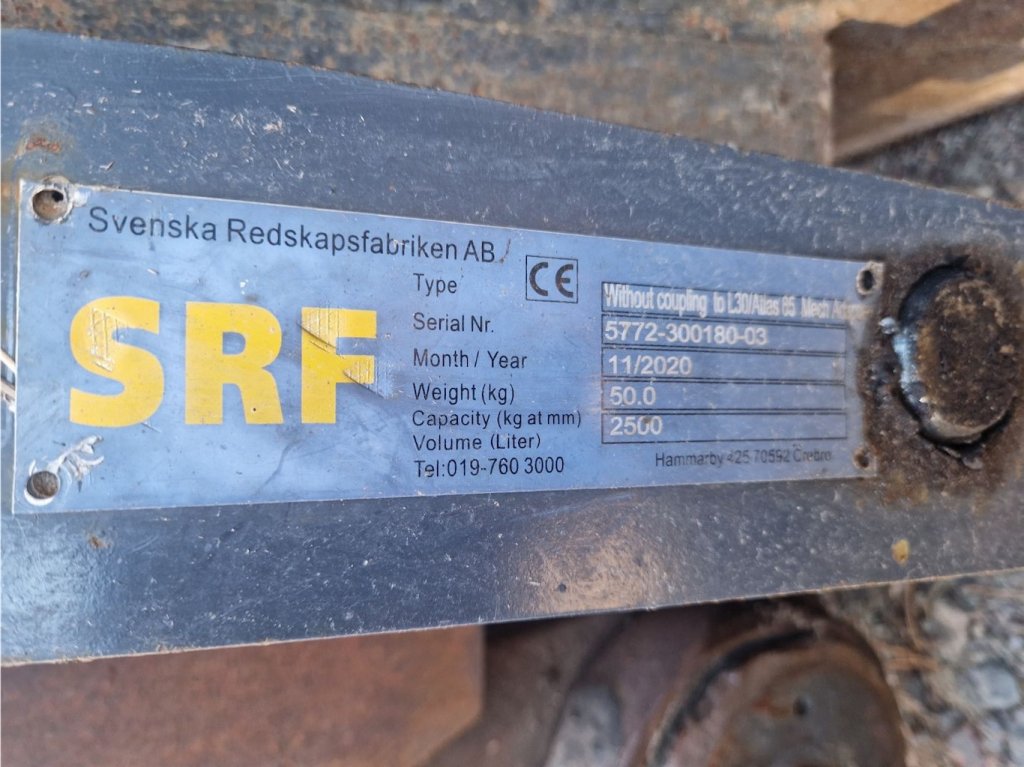 Svenska Redskapsfabriken AB
CE
SRF
Type Without coupling to L30/Atlas 65 Mech
Serial Nr. 5772-300180-03
Month / Year 11/2020
Weight (kg) 50.0
Capacity (kg at mm) 2500
Volume (Liter)
Tel:019-760 3000
Hammarby 425 70592 Örebro